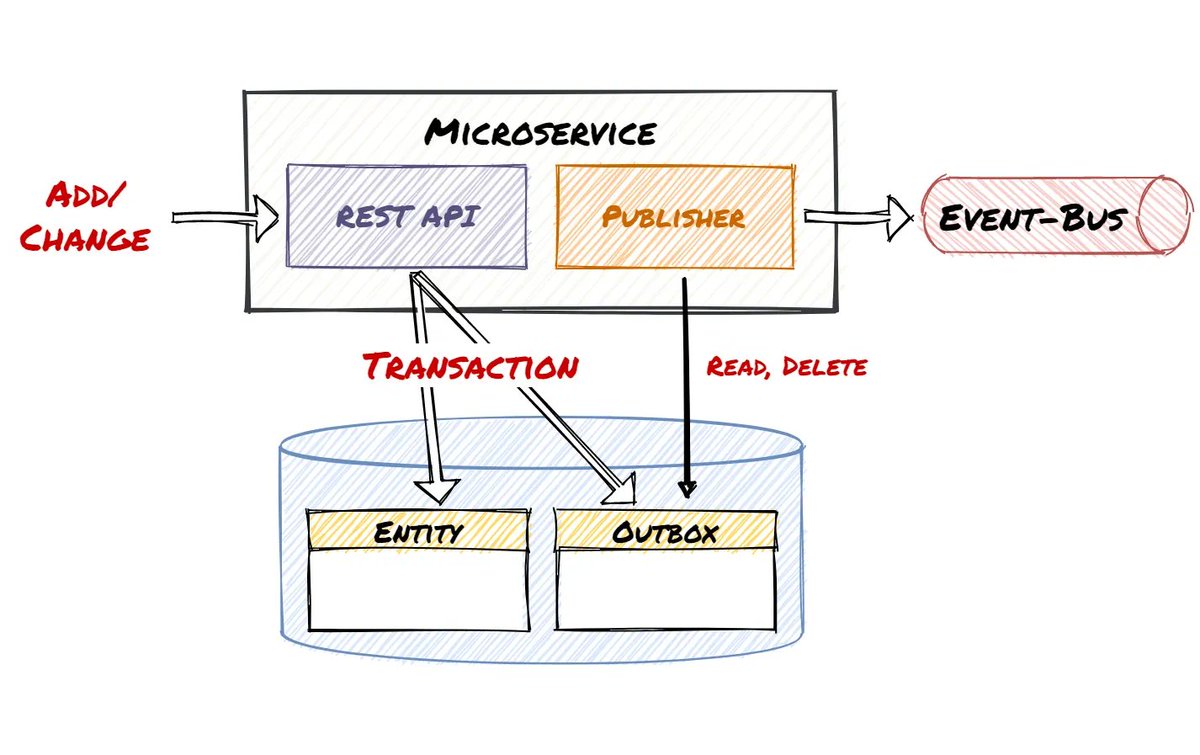 MICROSERVICE
ADD/
CHANGE
REST API
PUBLISHER
EVENT-BUS
TRANSACTION
READ, DELETE
ENTITY
OUTBOX